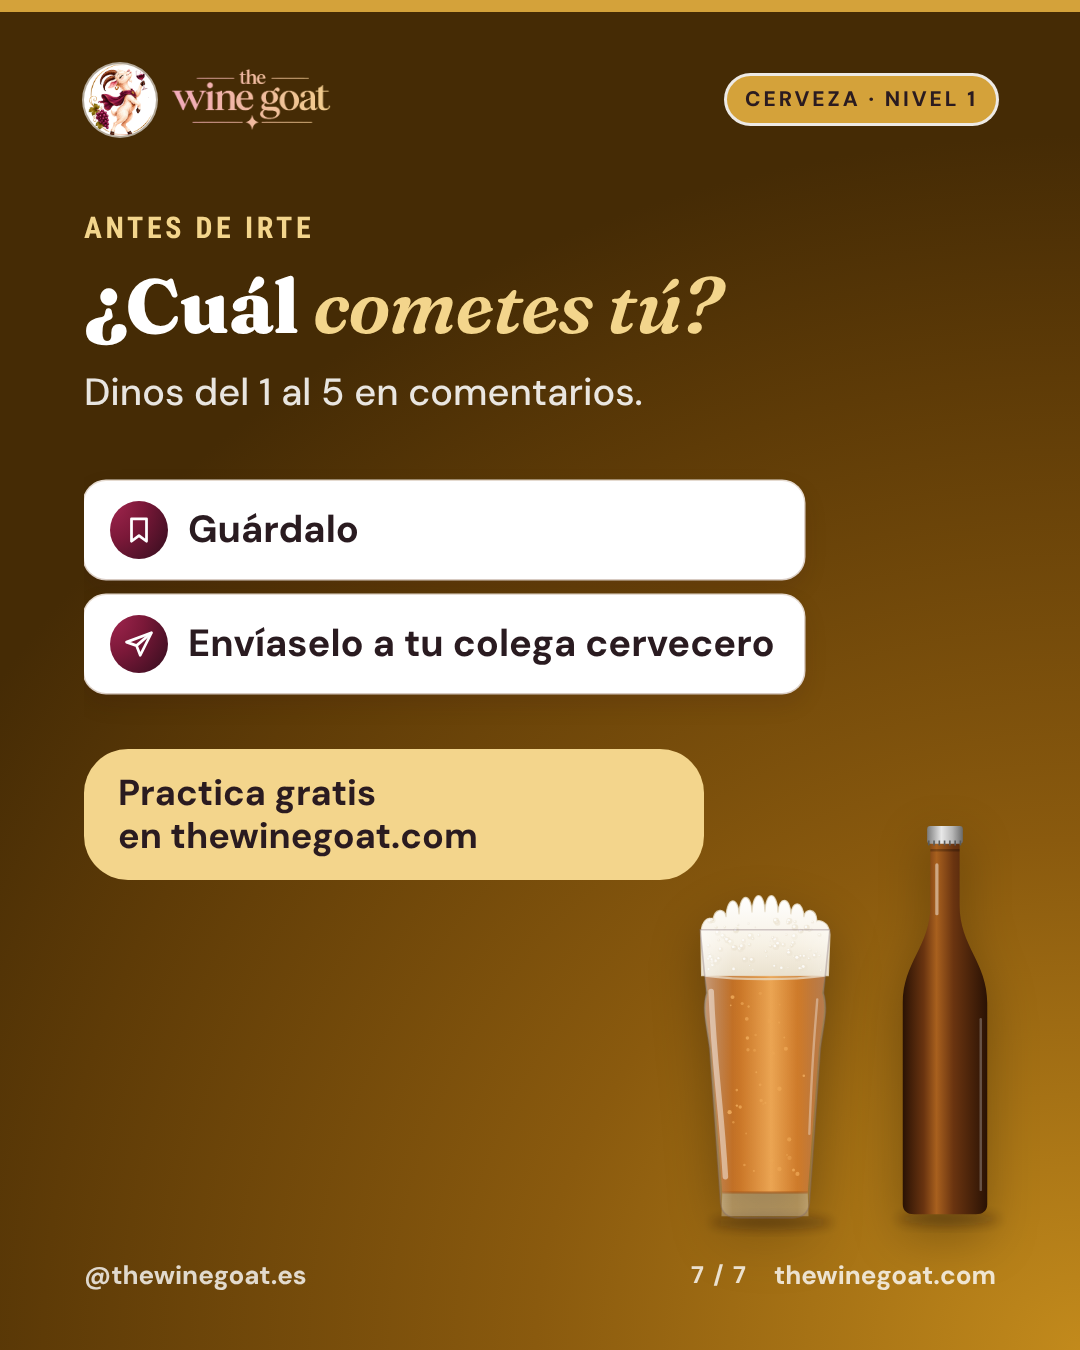 the
wine goat
CERVEZA · NIVEL 1
ANTES DE IRTE
¿Cuál cometes tú?
Dinos del 1 al 5 en comentarios.
Guárdalo
Envíaselo a tu colega cervecero
Practica gratis
en thewinegoat.com
@thewinegoat.es
7 / 7
thewinegoat.com